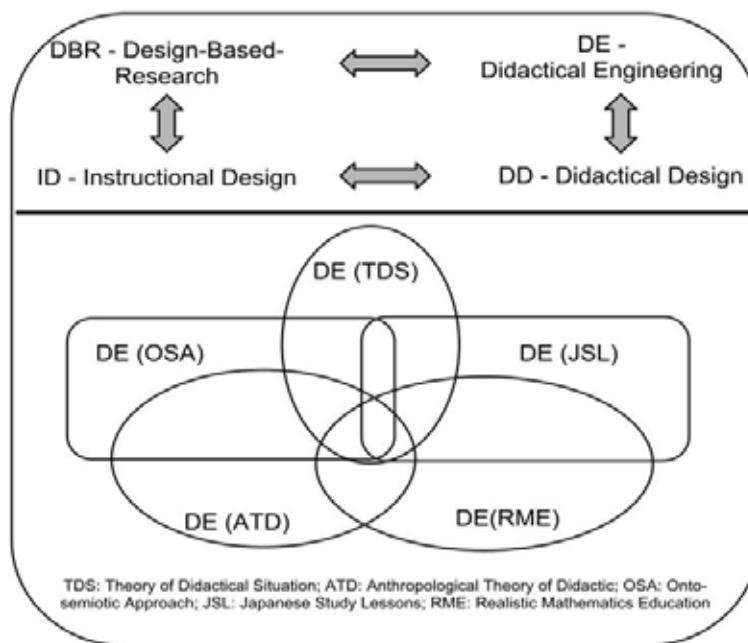 DBR - Design-Based-
Research
DE -
Didactical Engineering
ID - Instructional Design
DD - Didactical Design
DE (TDS)
DE (OSA)
DE (JSL)
DE (ATD)
DE(RME)
TDS: Theory of Didactical Situation; ATD: Anthropological Theory of Didactic; OSA: Onto-
semiotic Approach; JSL: Japanese Study Lessons; RME: Realistic Mathematics Education